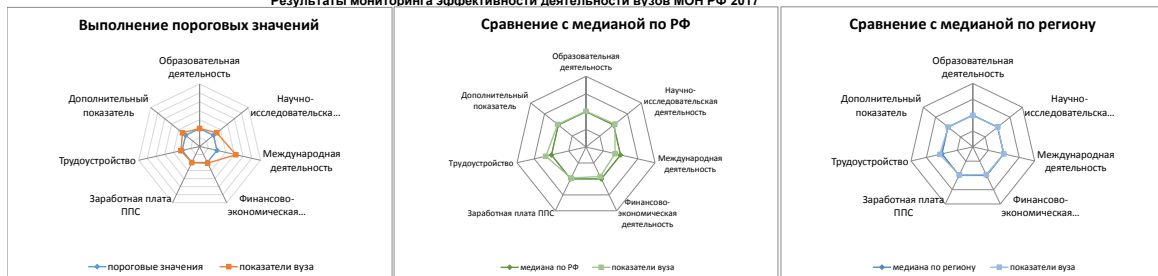 Результаты мониторинга эффективности деятельности вузов МОН РФ 2017
Выполнение пороговых значений
Образовательная
деятельность
Научно-
исследовательска…
Международная
деятельность
Финансово-
экономическая…
Заработная плата
ППС
Трудоустройство
Дополнительный
показатель
пороговые значения
показатели вуза
Сравнение с медианой по РФ
Образовательная
деятельность
Научно-
исследовательская
деятельность
Международная
деятельность
Финансово-
экономическая
деятельность
Заработная плата ППС
Трудоустройство
Дополнительный
показатель
медиана по РФ
показатели вуза
Сравнение с медианой по региону
Образовательная
деятельность
Научно-
исследовательска…
Международная
деятельность
Финансово-
экономическая…
Заработная плата
ППС
Трудоустройство
Дополнительный
показатель
медиана по региону
показатели вуза